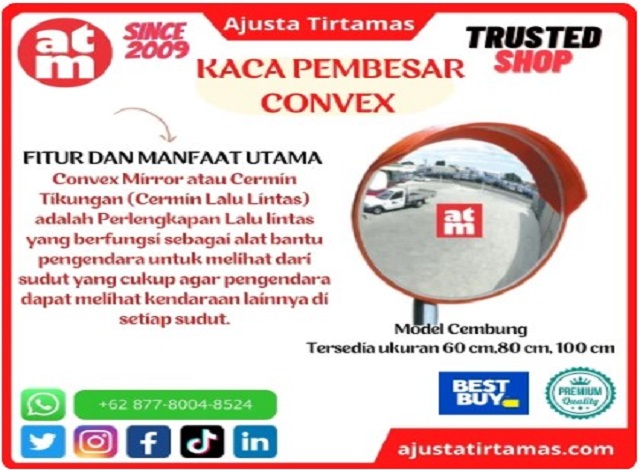 atm
SINCE
2009
Ajusta Tirtamas
TRUSTED
SHOP
KACA PEMBESAR
CONVEX
FITUR DAN MANFAAT UTAMA
Convex Mirror atau Cermin
Tikungan (Cermin Lalu Lintas)
adalah Perlengkapan Lalu lintas
yang berfungsi sebagai alat bantu
pengendara untuk melihat dari
sudut yang cukup agar pengendara
dapat melihat kendaraan lainnya di
setiap sudut.
atm
Model Cembung
Tersedia ukuran 60 cm,80 cm, 100 cm
+62 877-8004-8524
BEST
BUY
PREMIUM
Quality
ajustatirtamas.com